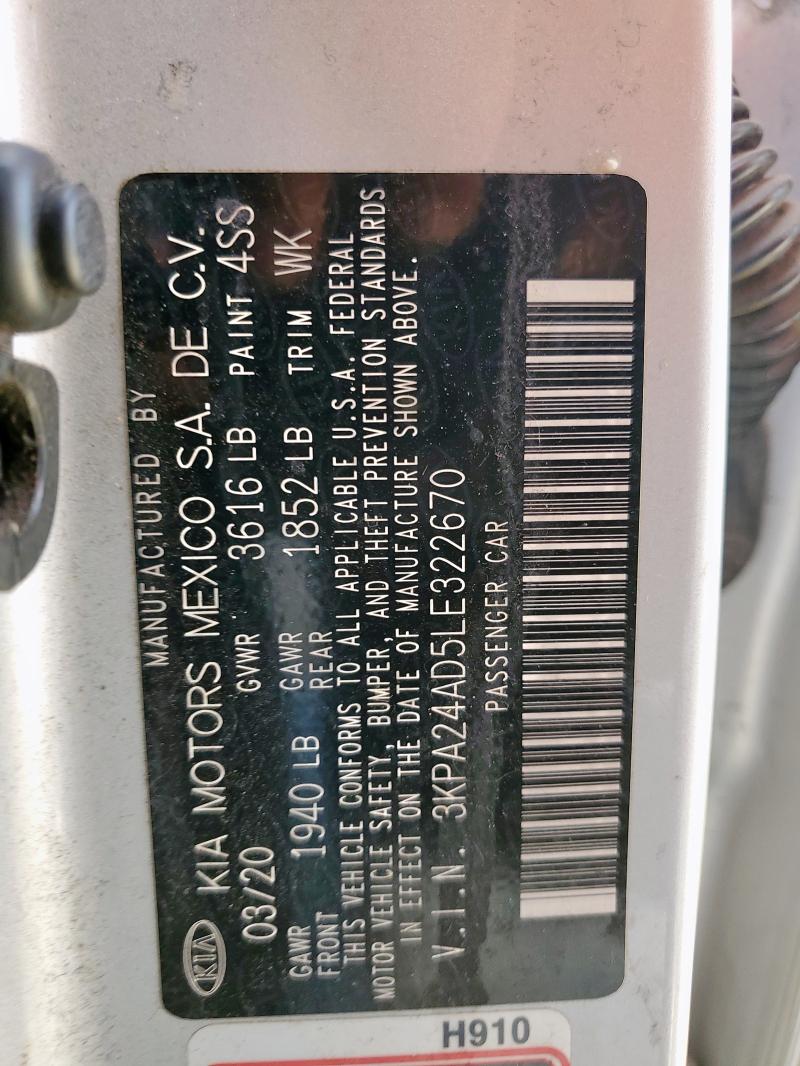 MANUFACTURED BY
KIA KIA MOTORS MEXICO S.A. DE C.V.
03/20 GVWR 3616 LB PAINT 4SS
GAWR FRONT 1940 LB GAWR REAR 1852 LB TRIM WK
THIS VEHICLE CONFORMS TO ALL APPLICABLE U.S.A. FEDERAL
MOTOR VEHICLE SAFETY, BUMPER, AND THEFT PREVENTION STANDARDS
IN EFFECT ON THE DATE OF MANUFACTURE SHOWN ABOVE.
V.I.N. 3KPA24AD5LE322670
PASSENGER CAR
H910